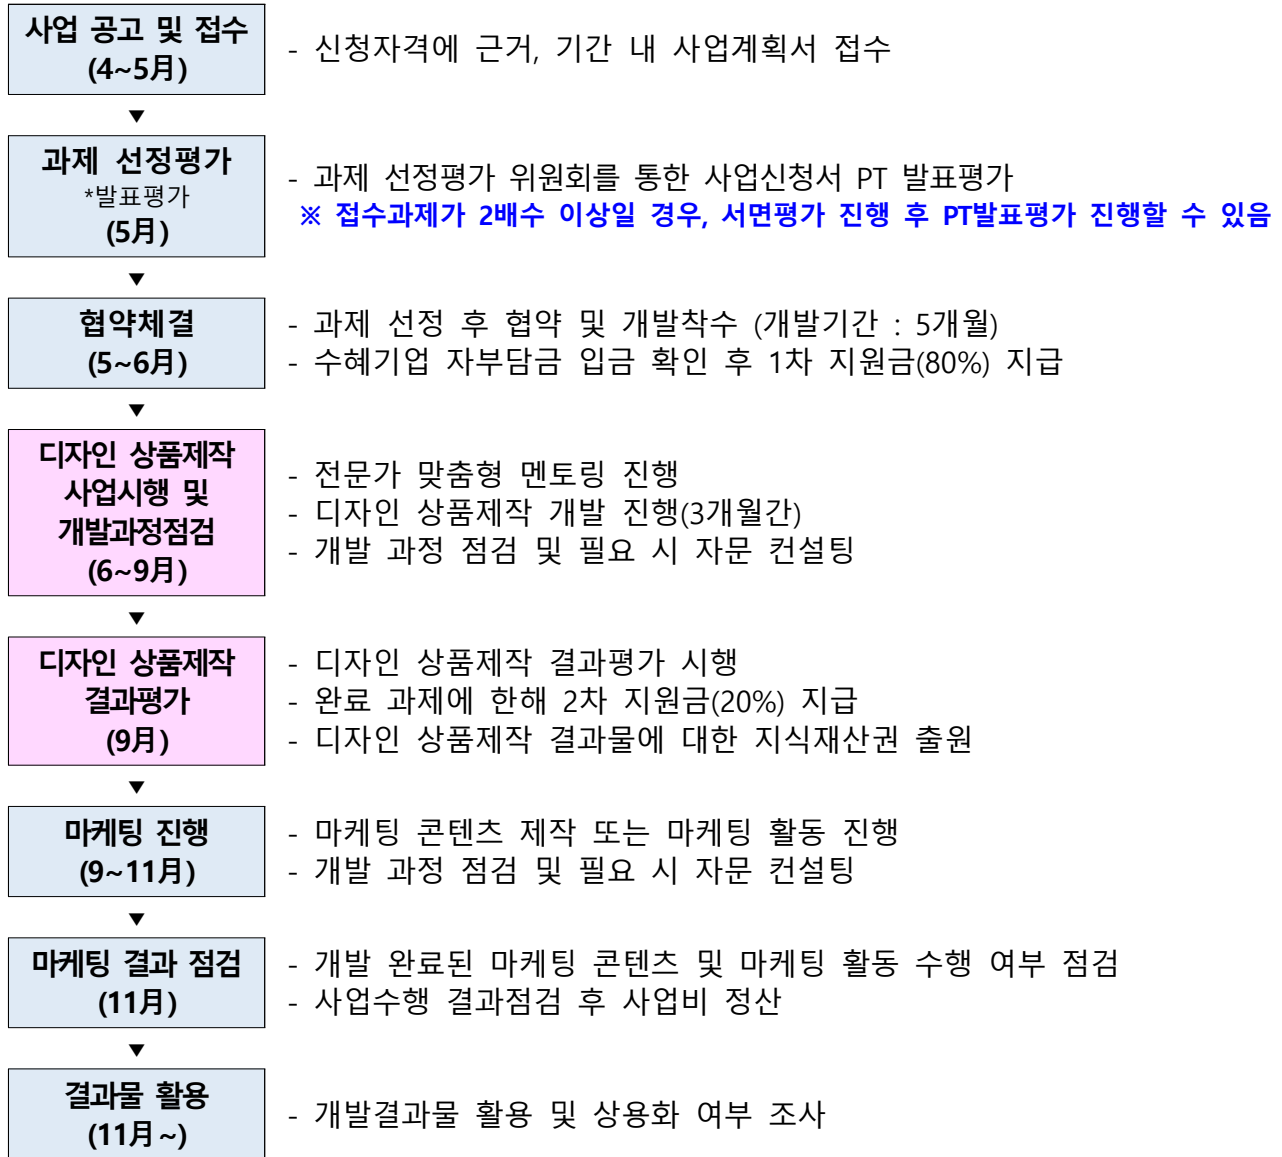 사업 공고 및 접수
(4~5月)
- 신청자격에 근거, 기간 내 사업계획서 접수
▼
과제 선정평가
*발표평가
(5月)
- 과제 선정평가 위원회를 통한 사업신청서 PT 발표평가
※ 접수과제가 2배수 이상일 경우, 서면평가 진행 후 PT발표평가 진행할 수 있음
▼
협약체결
(5~6月)
- 과제 선정 후 협약 및 개발착수 (개발기간 : 5개월)
- 수혜기업 자부담금 입금 확인 후 1차 지원금(80%) 지급
▼
디자인 상품제작
사업시행 및
개발과정점검
(6~9月)
- 전문가 맞춤형 멘토링 진행
- 디자인 상품제작 개발 진행(3개월간)
- 개발 과정 점검 및 필요 시 자문 컨설팅
▼
디자인 상품제작
결과평가
(9月)
- 디자인 상품제작 결과평가 시행
- 완료 과제에 한해 2차 지원금(20%) 지급
- 디자인 상품제작 결과물에 대한 지식재산권 출원
▼
마케팅 진행
(9~11月)
- 마케팅 콘텐츠 제작 또는 마케팅 활동 진행
- 개발 과정 점검 및 필요 시 자문 컨설팅
▼
마케팅 결과 점검
(11月)
- 개발 완료된 마케팅 콘텐츠 및 마케팅 활동 수행 여부 점검
- 사업수행 결과점검 후 사업비 정산
▼
결과물 활용
(11月~)
- 개발결과물 활용 및 상용화 여부 조사